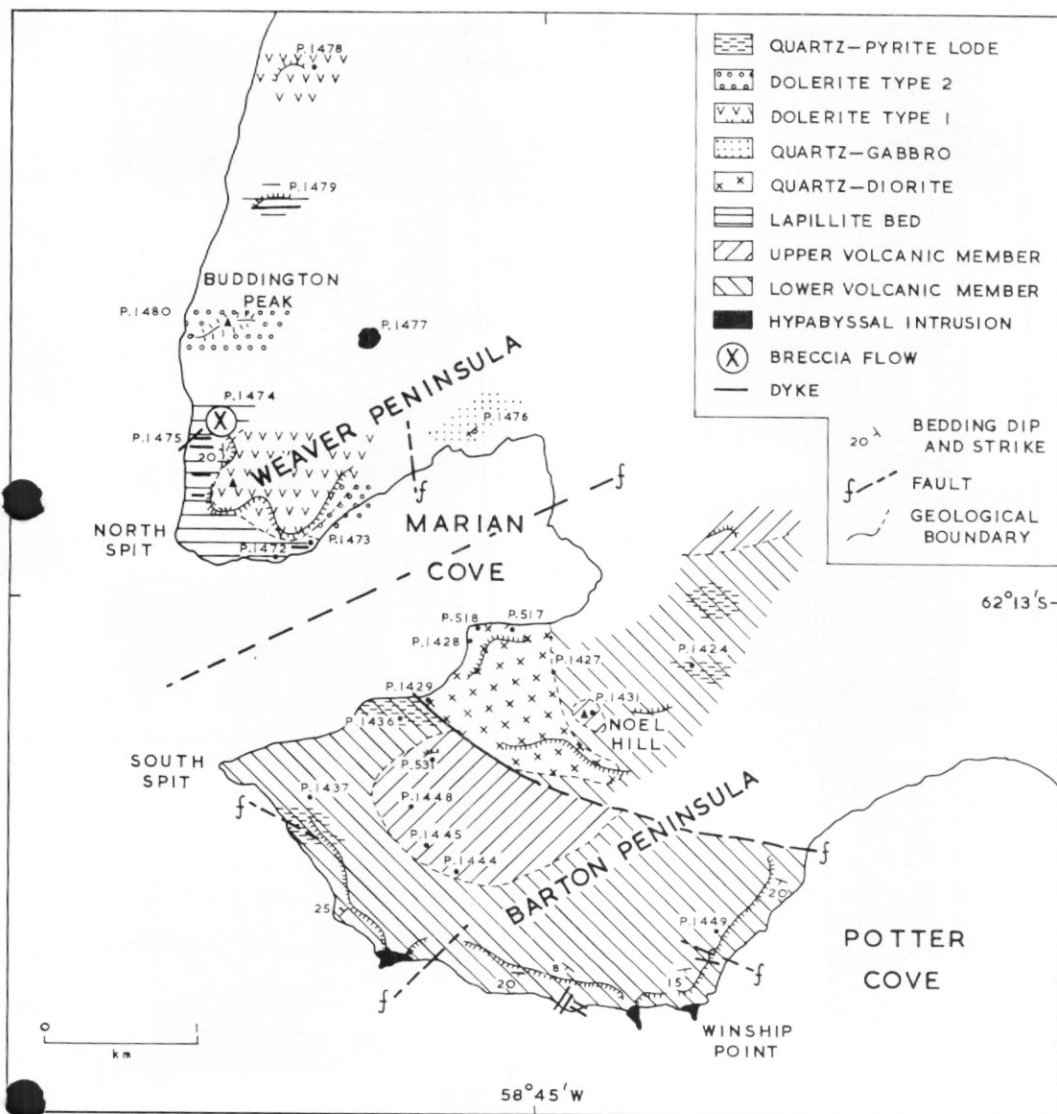 P.1478
P.1479
BUDDINGTON
PEAK
P.1480
P.1477
P.1474
P.1475
20
WEAVER PENINSULA
P.1476
f
f
NORTH
SPIT
P.1472
P.1473
MARIAN
COVE
QUARTZ-PYRITE LODE
DOLERITE TYPE 2
DOLERITE TYPE 1
QUARTZ-GABBRO
QUARTZ-DIORITE
LAPILLITE BED
UPPER VOLCANIC MEMBER
LOWER VOLCANIC MEMBER
HYPABYSSAL INTRUSION
X
BRECCIA FLOW
DYKE
20
BEDDING DIP
AND STRIKE
f
FAULT
GEOLOGICAL
BOUNDARY
62°13'S
P.518
P.517
P.1428
P.1427
P.1424
P.1429
P.1431
P.1436
NOEL
HILL
SOUTH
SPIT
P.531
P.1437
f
P.1448
P.1445
P.1444
BARTON PENINSULA
f
25
20
P.1449
f
f
20
8
15
POTTER
COVE
WINSHIP
POINT
0 1
km
58°45'W